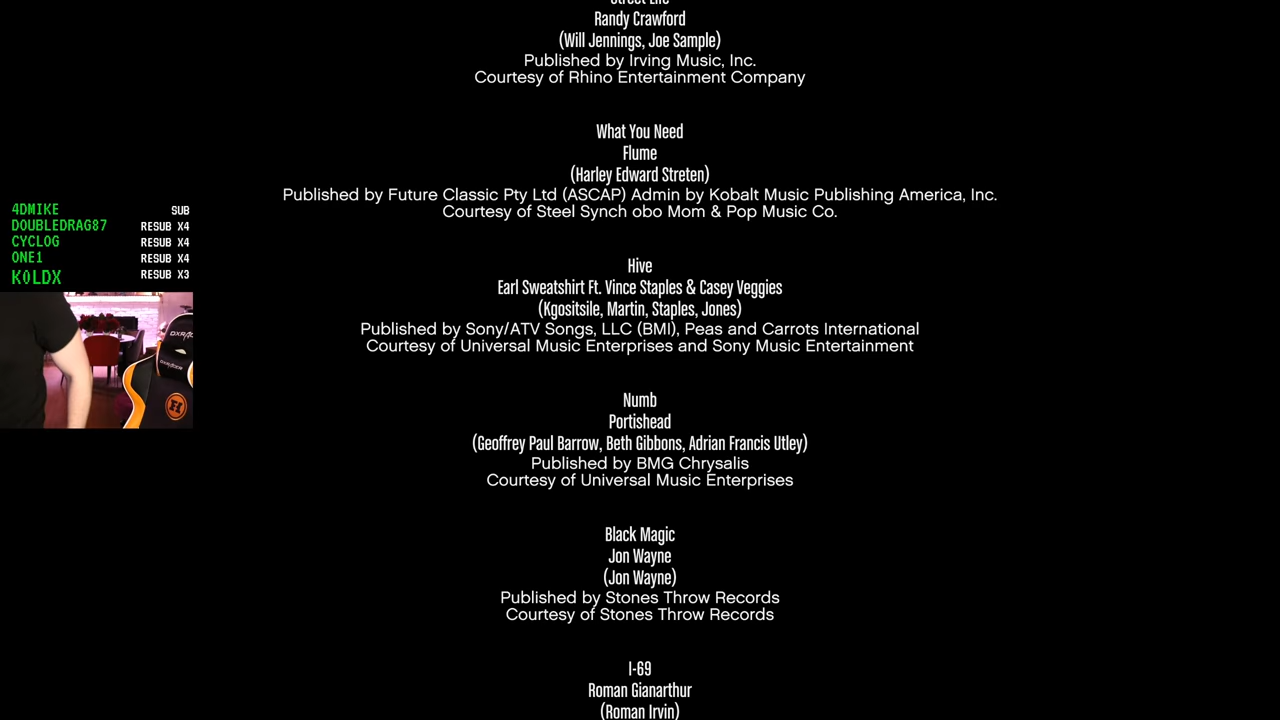 Street Life
Randy Crawford
(Will Jennings, Joe Sample)
Published by Irving Music, Inc.
Courtesy of Rhino Entertainment Company
What You Need
Flume
(Harley Edward Streten)
Published by Future Classic Pty Ltd (ASCAP) Admin by Kobalt Music Publishing America, Inc.
Courtesy of Steel Synch obo Mom & Pop Music Co.
4DMIKE SUB
DOUBLEDRAG87 RESUB X4
CYCLOG RESUB X4
ONE1 RESUB X4
K0LDX RESUB X3
Hive
Earl Sweatshirt Ft. Vince Staples & Casey Veggies
(Kgositsile, Martin, Staples, Jones)
Published by Sony/ATV Songs, LLC (BMI), Peas and Carrots International
Courtesy of Universal Music Enterprises and Sony Music Entertainment
DXRACER
DXRACER
Numb
Portishead
(Geoffrey Paul Barrow, Beth Gibbons, Adrian Francis Utley)
Published by BMG Chrysalis
Courtesy of Universal Music Enterprises
Black Magic
Jon Wayne
(Jon Wayne)
Published by Stones Throw Records
Courtesy of Stones Throw Records
I-69
Roman Gianarthur
(Roman Irvin)